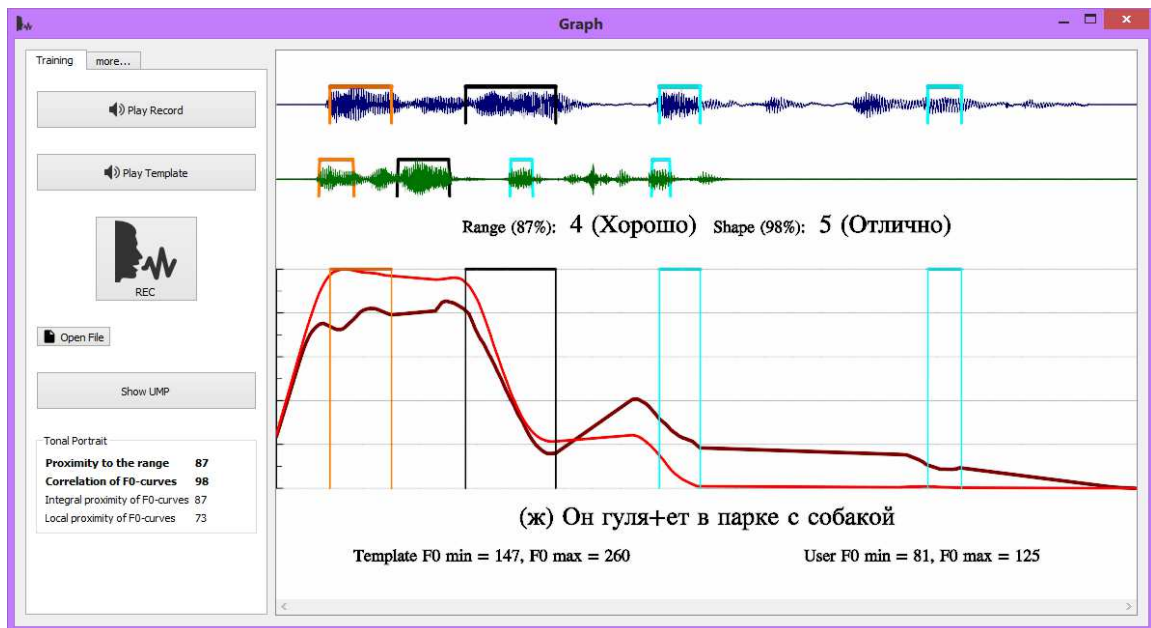 Graph
Training
more...
Play Record
Play Template
REC
Open File
Show UMP
Tonal Portrait
Proximity to the range 87
Correlation of F0-curves 98
Integral proximity of F0-curves 87
Local proximity of F0-curves 73
Range (87%): 4 (Хорошо) Shape (98%): 5 (Отлично)
(ж) Он гуля+ет в парке с собакой
Template F0 min = 147, F0 max = 260
User F0 min = 81, F0 max = 125